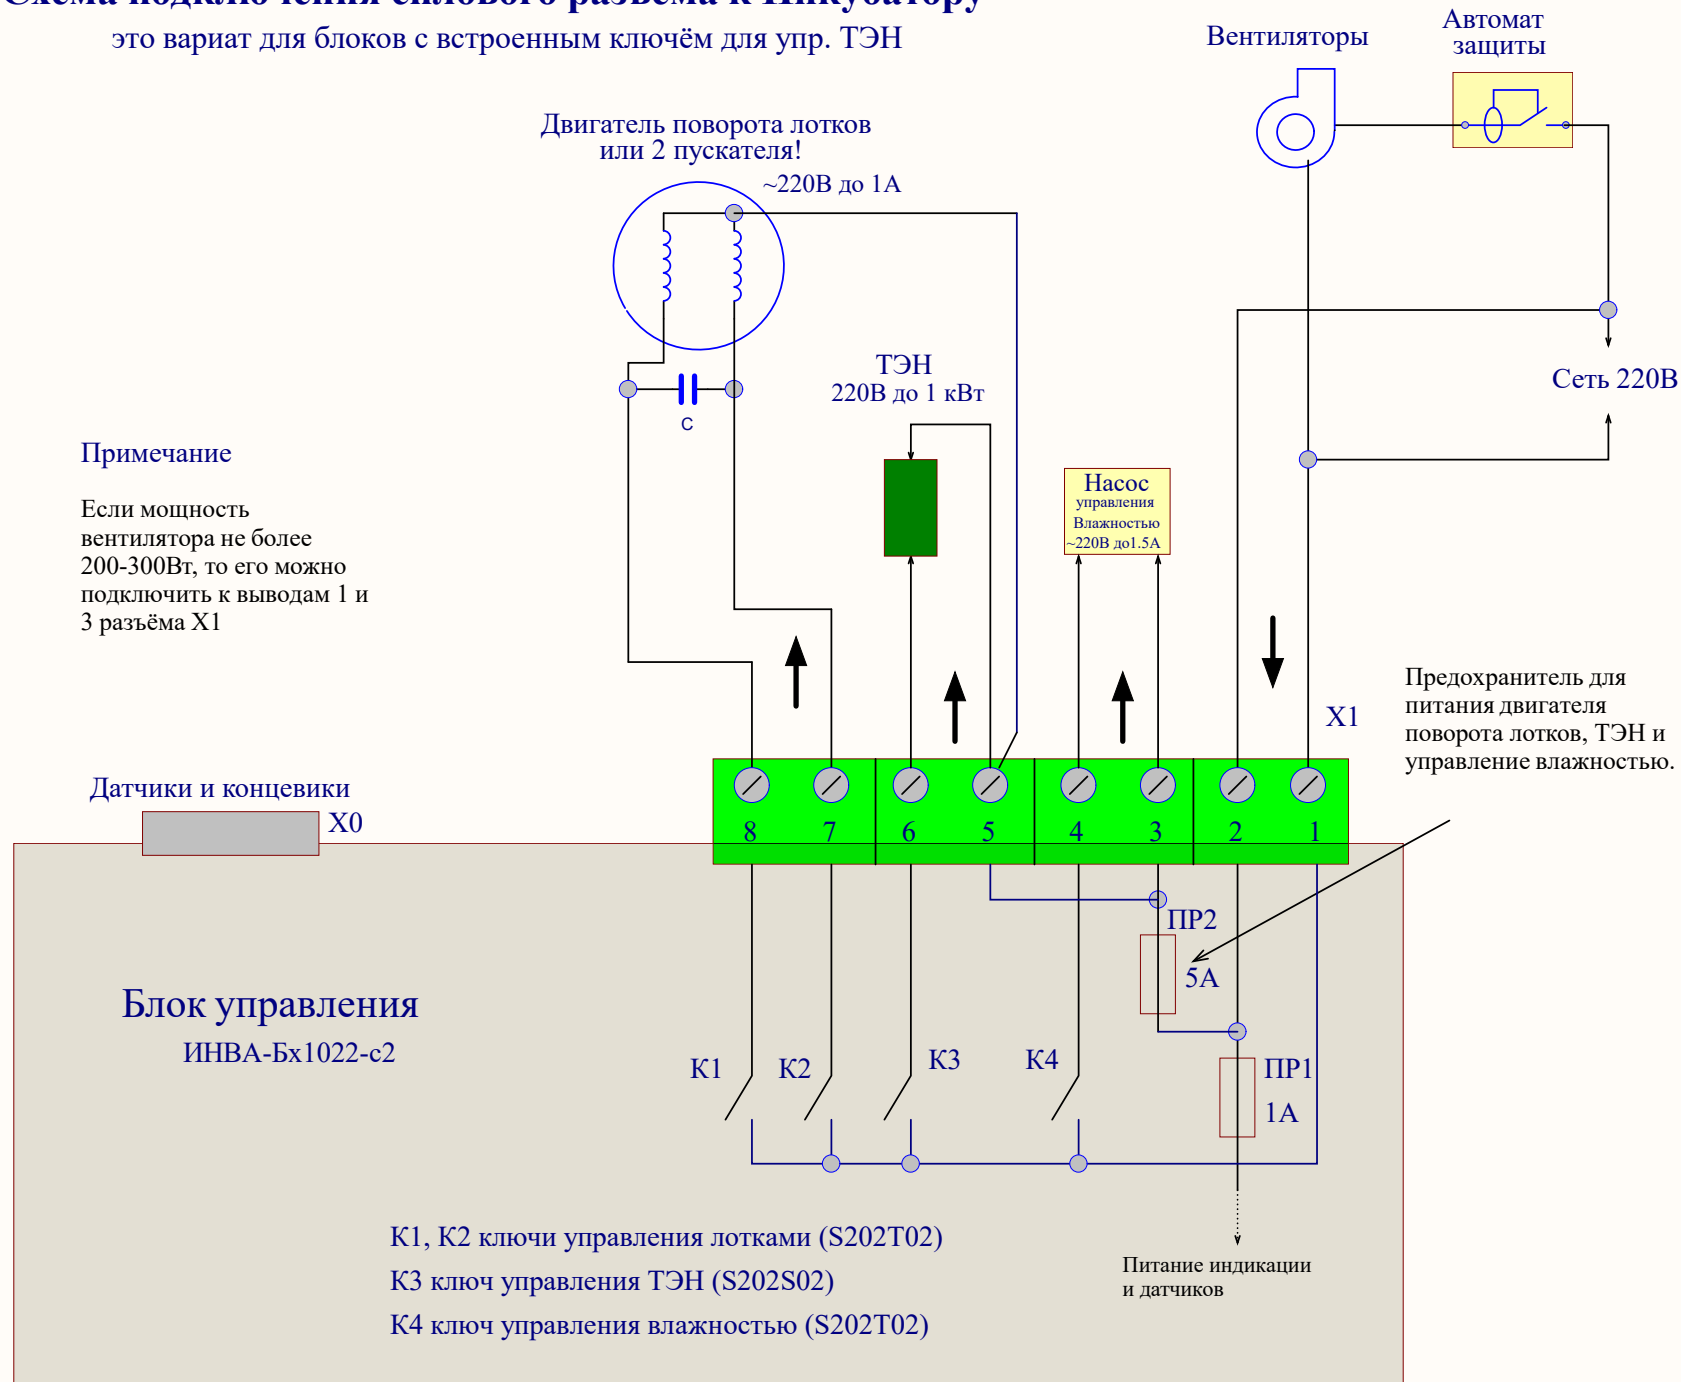 Схема подключения силового разъёма к Инкубатору
это вариат для блоков с встроенным ключём для упр. ТЭН
Вентиляторы
Автомат
защиты
Двигатель поворота лотков
или 2 пускателя!
~220В до 1А
ТЭН
220В до 1 кВт
С
Сеть 220В
Примечание
Если мощность
вентилятора не более
200-300Вт, то его можно
подключить к выводам 1 и
3 разъёма Х1
Насос
управления
Влажностью
~220В до1.5А
Предохранитель для
питания двигателя
поворота лотков, ТЭН и
управление влажностью.
Х1
Датчики и концевики
Х0
8 7 6 5 4 3 2 1
ПР2
5А
Блок управления
ИНВА-Бх1022-с2
К1 К2 К3 К4
ПР1
1А
К1, К2 ключи управления лотками (S202T02)
К3 ключ управления ТЭН (S202S02)
К4 ключ управления влажностью (S202T02)
Питание индикации
и датчиков